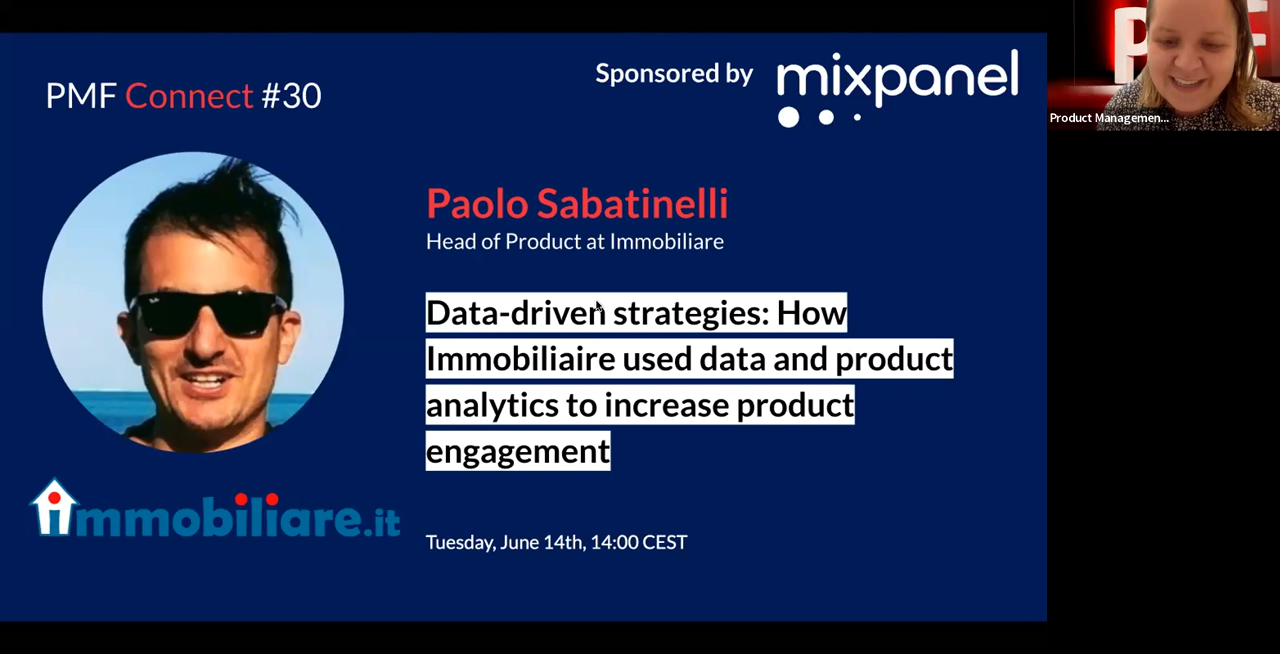 PMF Connect #30
Sponsored by mixpanel
Paolo Sabatinelli
Head of Product at Immobiliare
Data-driven strategies: How
Immobiliaire used data and product
analytics to increase product
engagement
immobiliare.it
Tuesday, June 14th, 14:00 CEST
Product Managemen...